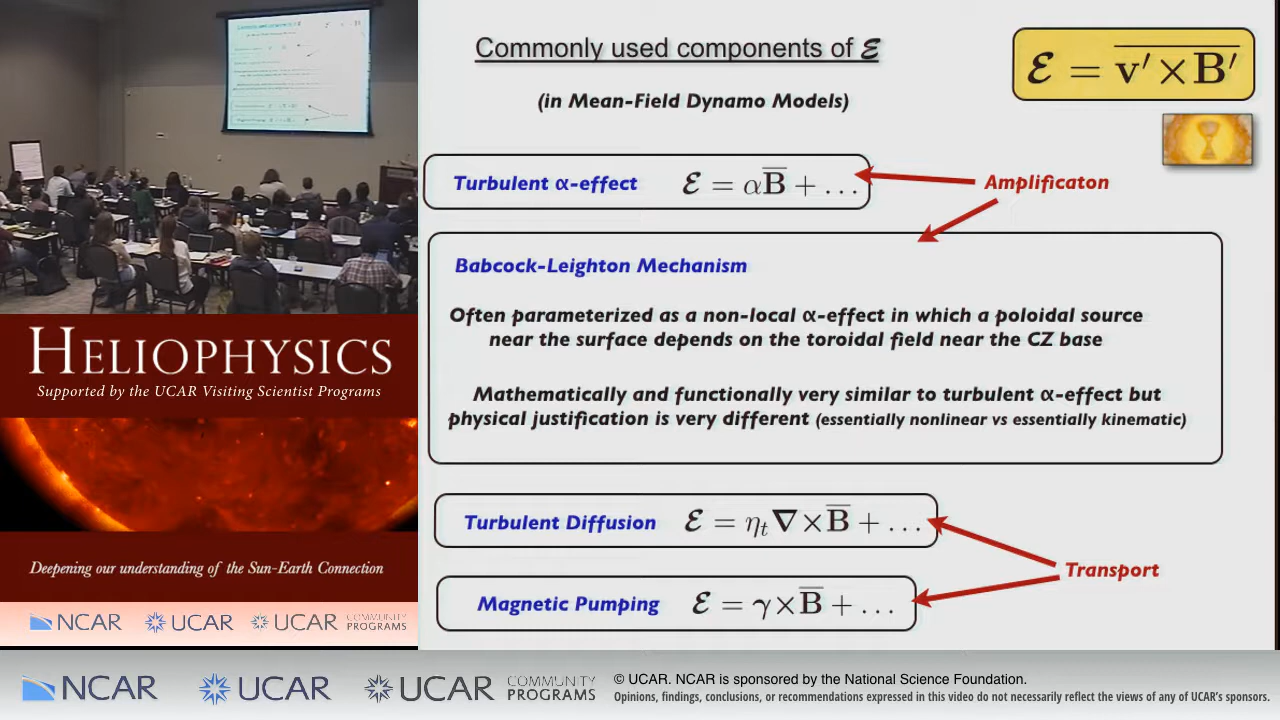 Commonly used components of ℰ
(in Mean-Field Dynamo Models)
ℰ = v′×B′
Turbulent α-effect ℰ = αB + ...
Amplificaton
Babcock-Leighton Mechanism
Often parameterized as a non-local α-effect in which a poloidal source
near the surface depends on the toroidal field near the CZ base
Mathematically and functionally very similar to turbulent α-effect but
physical justification is very different (essentially nonlinear vs essentially kinematic)
Turbulent Diffusion ℰ = ηt ∇×B + ...
Transport
Magnetic Pumping ℰ = γ×B + ...
HELIOPHYSICS
Supported by the UCAR Visiting Scientist Programs
Deepening our understanding of the Sun-Earth Connection
NCAR UCAR UCAR COMMUNITY PROGRAMS
NCAR UCAR UCAR COMMUNITY PROGRAMS
© UCAR. NCAR is sponsored by the National Science Foundation.
Opinions, findings, conclusions, or recommendations expressed in this video do not necessarily reflect the views of any of UCAR's sponsors.